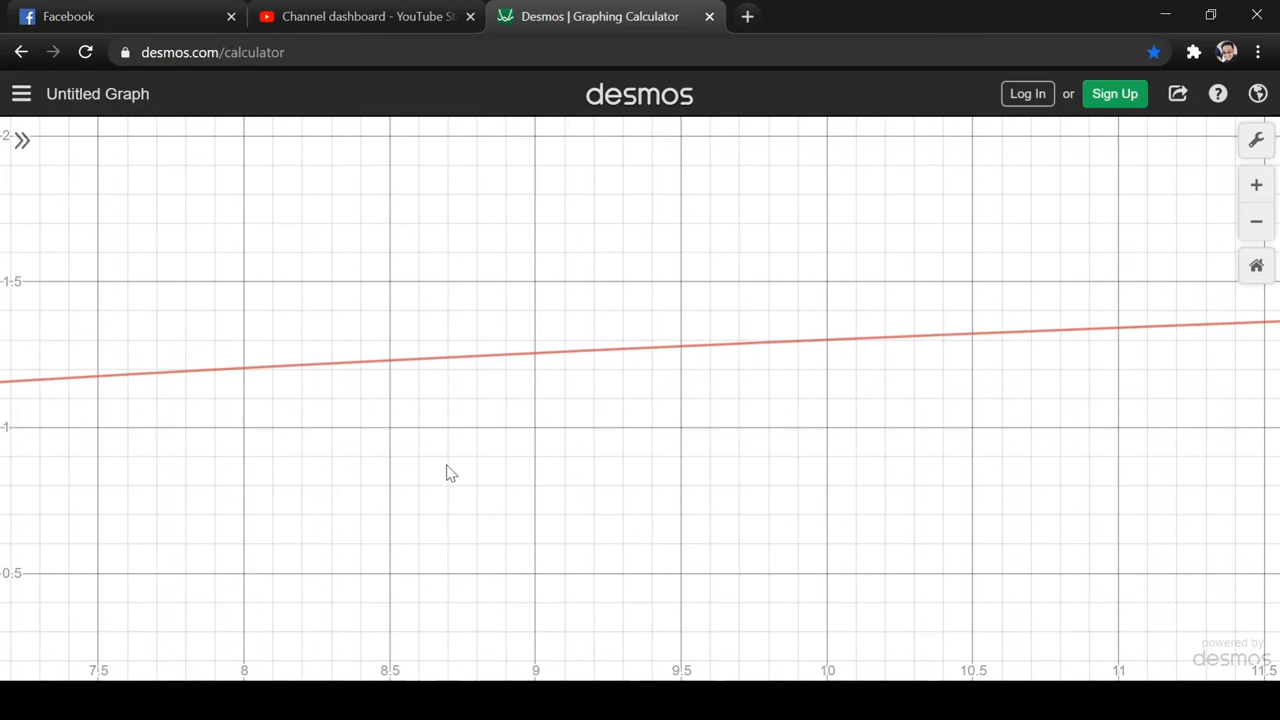 Facebook
Channel dashboard - YouTube St
Desmos | Graphing Calculator
desmos.com/calculator
Untitled Graph
desmos
Log In or Sign Up
2
1.5
1
0.5
7.5 8 8.5 9 9.5 10 10.5 11 11.5
powered by
desmos